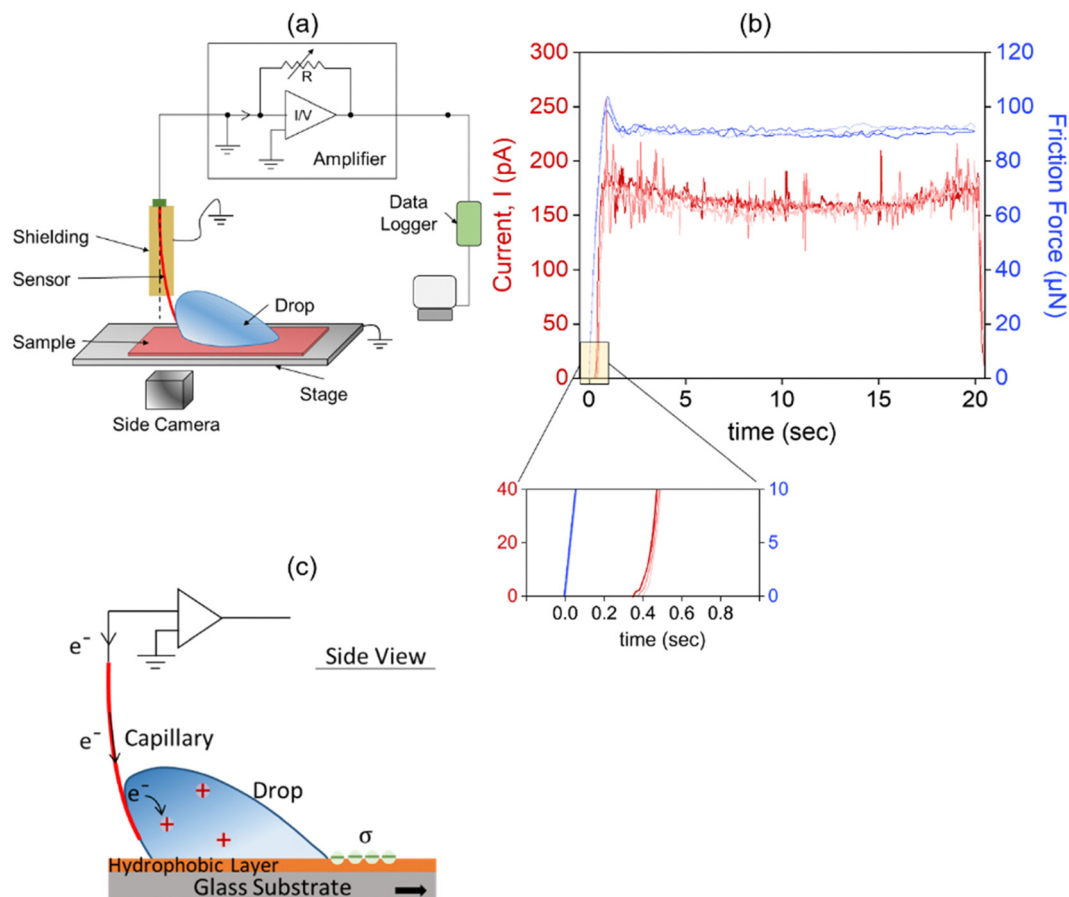 (a)
R
I/V
Amplifier
Data
Logger
Shielding
Sensor
Drop
Sample
Stage
Side Camera
(b)
300
250
200
150
100
50
0
Current, I (pA)
120
100
80
60
40
20
0
Friction Force (µN)
0 5 10 15 20
time (sec)
40
20
0
10
5
0
0.0 0.2 0.4 0.6 0.8
time (sec)
(c)
e-
Side View
e-
Capillary
e-
Drop
+
+
+
σ
Hydrophobic Layer
Glass Substrate